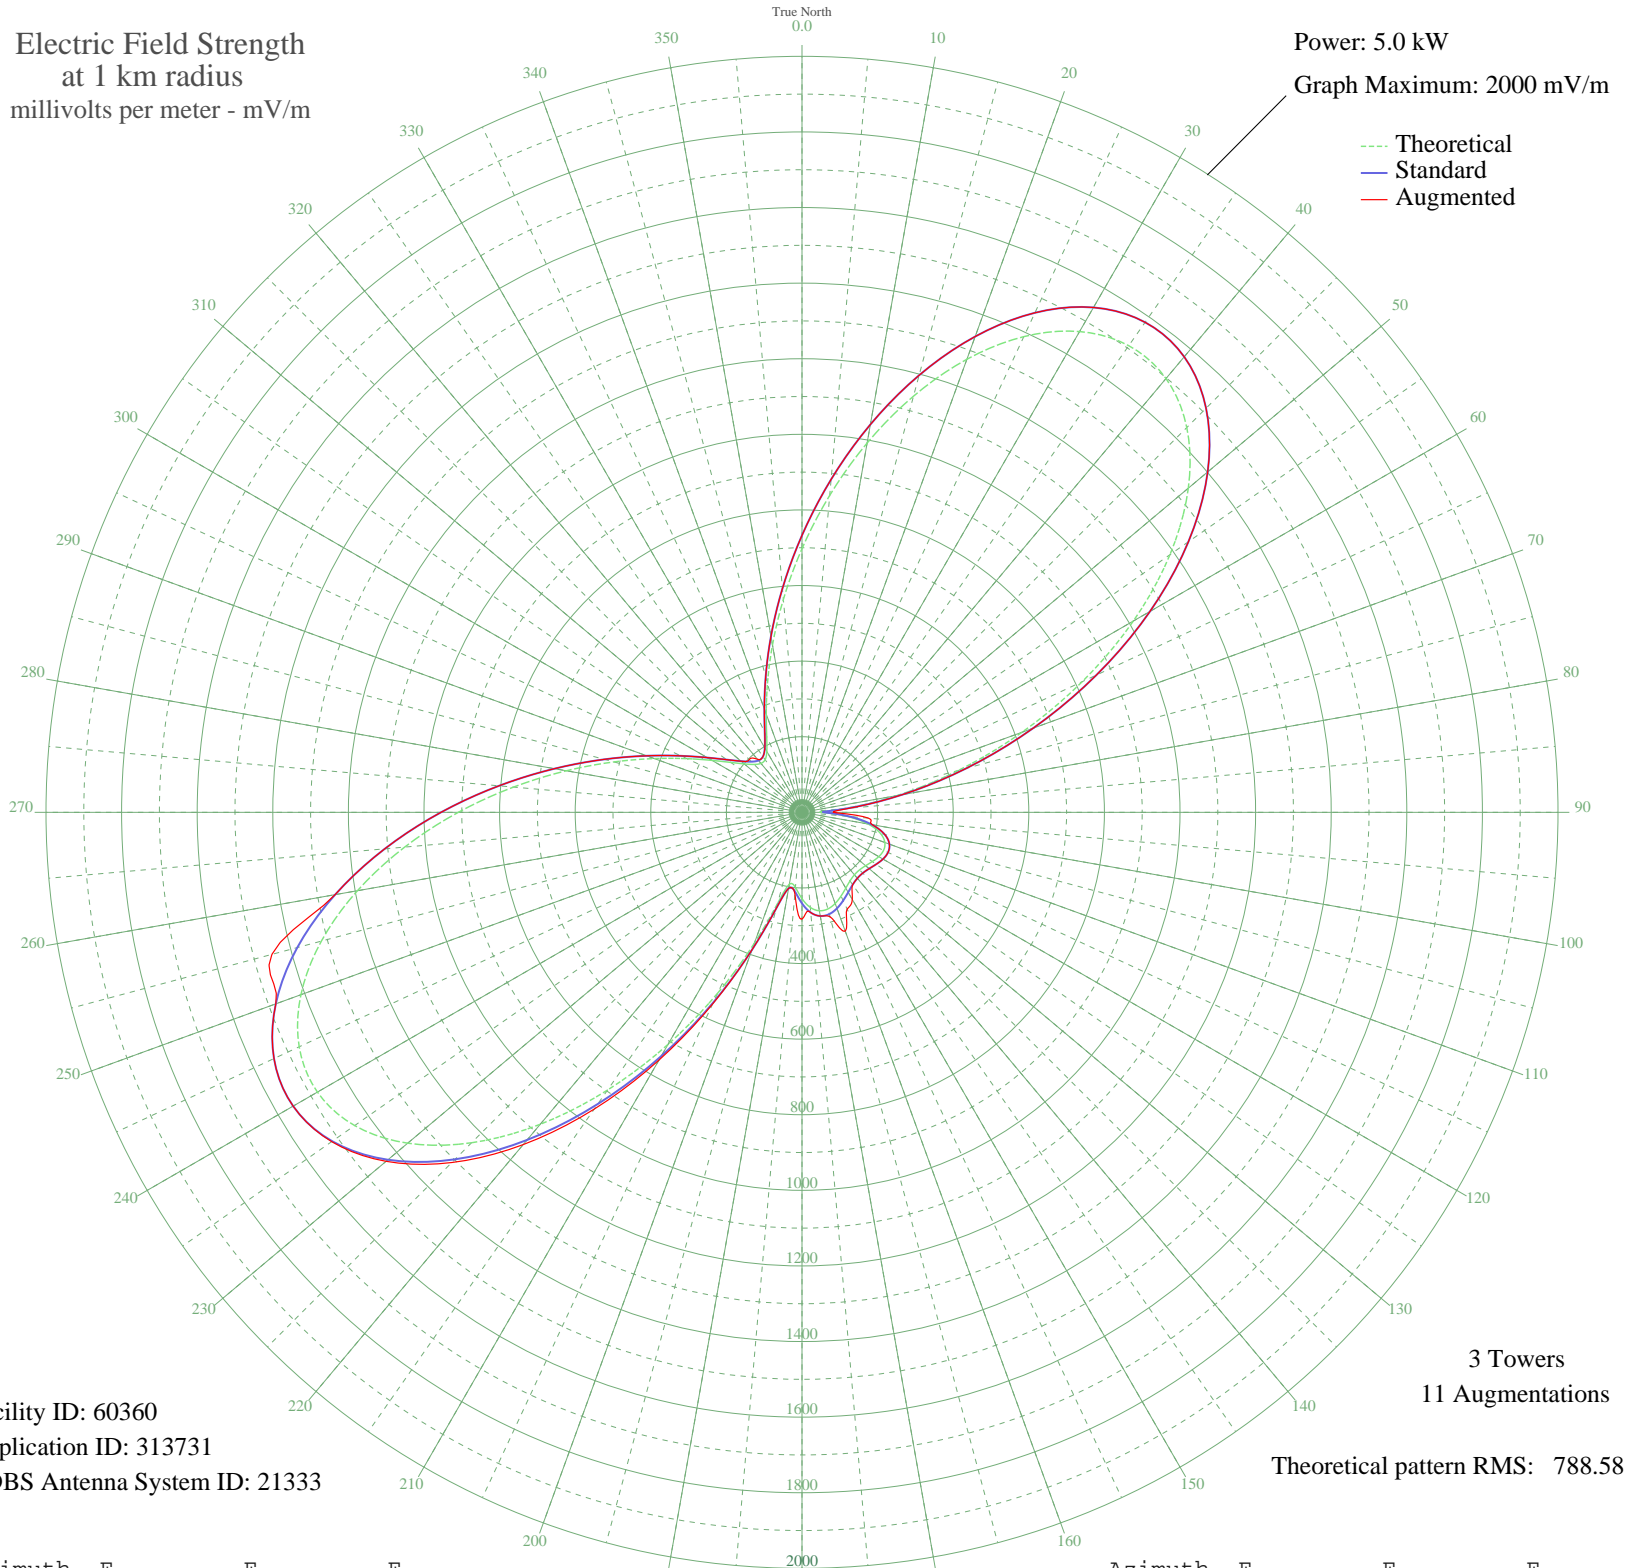 True North
0.0
Electric Field Strength
at 1 km radius
millivolts per meter - mV/m
Power: 5.0 kW
Graph Maximum: 2000 mV/m
Theoretical
Standard
Augmented
10
20
30
40
50
60
70
80
90
100
110
120
130
140
150
160
200
210
220
230
240
250
260
270
280
290
300
310
320
330
340
350
400
600
800
1000
1200
1400
1600
1800
2000
3 Towers
11 Augmentations
Theoretical pattern RMS: 788.58
cility ID: 60360
plication ID: 313731
DBS Antenna System ID: 21333